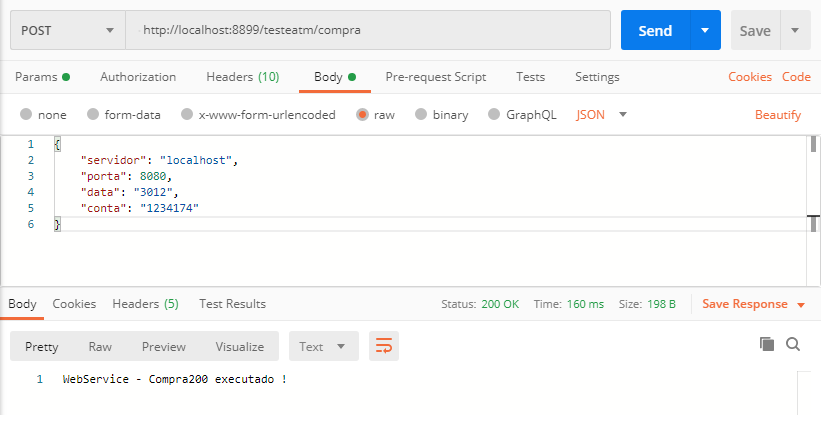 POST http://localhost:8899/testeatm/compra Send Save
Params Authorization Headers (10) Body Pre-request Script Tests Settings Cookies Code
none form-data x-www-form-urlencoded raw binary GraphQL JSON Beautify
1 {
2 "servidor": "localhost",
3 "porta": 8080,
4 "data": "3012",
5 "conta": "1234174"
6 }
Body Cookies Headers (5) Test Results Status: 200 OK Time: 160 ms Size: 198 B Save Response
Pretty Raw Preview Visualize Text
1 WebService - Compra200 executado !